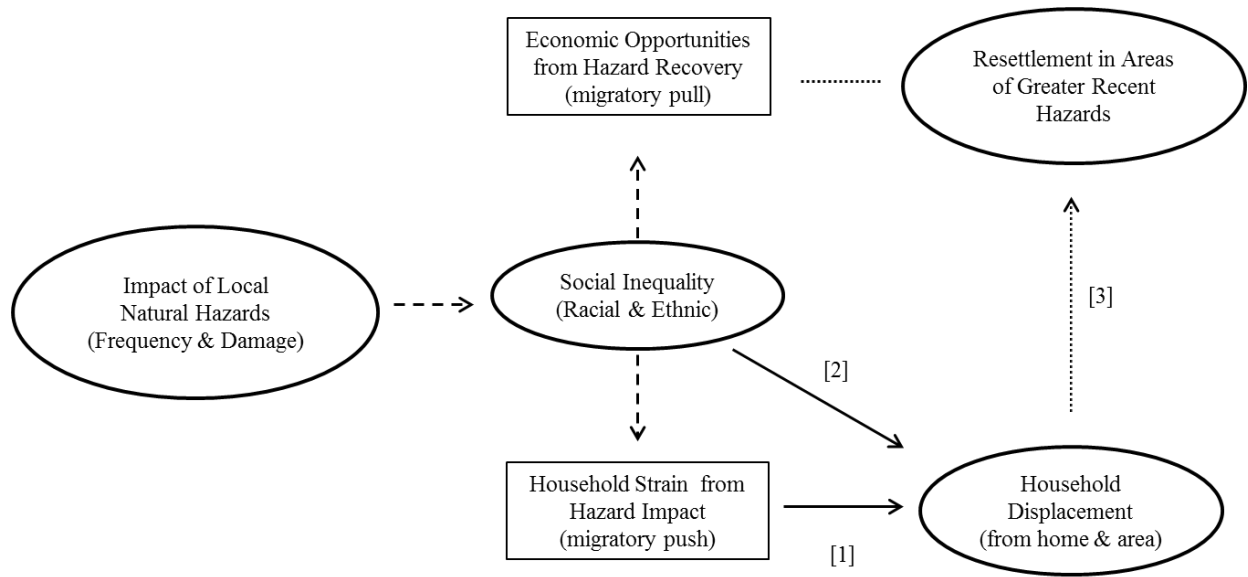 Economic Opportunities
from Hazard Recovery
(migratory pull)
Resettlement in Areas
of Greater Recent
Hazards
Impact of Local
Natural Hazards
(Frequency & Damage)
Social Inequality
(Racial & Ethnic)
[3]
[2]
Household Strain from
Hazard Impact
(migratory push)
[1]
Household
Displacement
(from home & area)